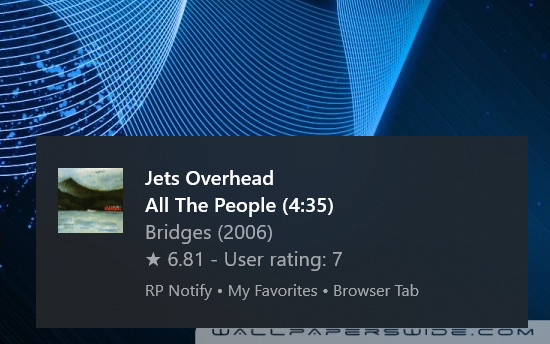 Jets Overhead
All The People (4:35)
Bridges (2006)
★ 6.81 - User rating: 7
RP Notify • My Favorites • Browser Tab
WALLPAPERSWIDE.COM